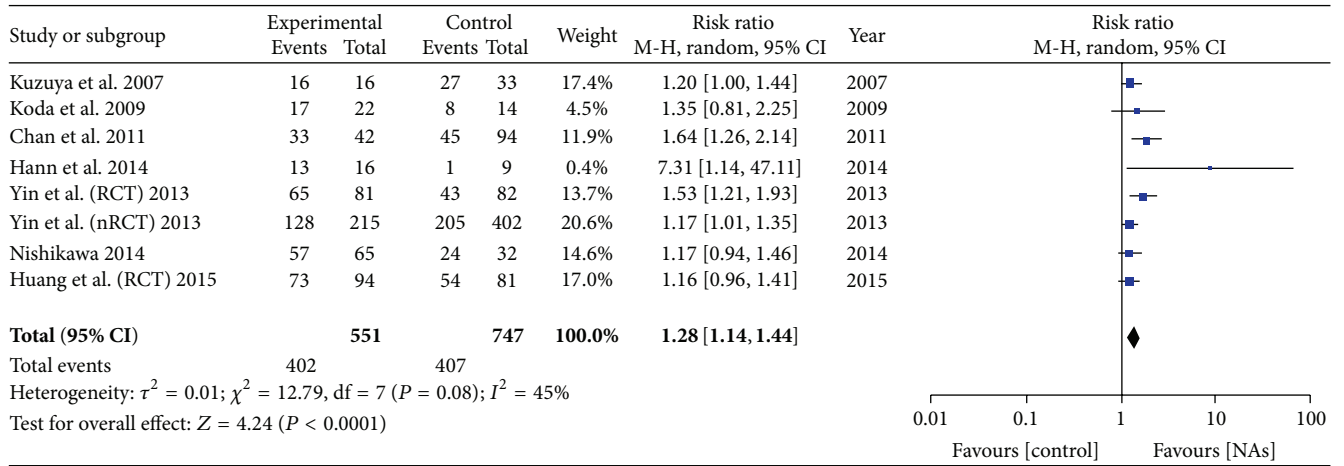 Study or subgroup Experimental Control Weight Risk ratio Year Risk ratio
Events Total Events Total M-H, random, 95% CI M-H, random, 95% CI
Kuzuya et al. 2007 16 16 27 33 17.4% 1.20 [1.00, 1.44] 2007
Koda et al. 2009 17 22 8 14 4.5% 1.35 [0.81, 2.25] 2009
Chan et al. 2011 33 42 45 94 11.9% 1.64 [1.26, 2.14] 2011
Hann et al. 2014 13 16 1 9 0.4% 7.31 [1.14, 47.11] 2014
Yin et al. (RCT) 2013 65 81 43 82 13.7% 1.53 [1.21, 1.93] 2013
Yin et al. (nRCT) 2013 128 215 205 402 20.6% 1.17 [1.01, 1.35] 2013
Nishikawa 2014 57 65 24 32 14.6% 1.17 [0.94, 1.46] 2014
Huang et al. (RCT) 2015 73 94 54 81 17.0% 1.16 [0.96, 1.41] 2015
Total (95% CI) 551 747 100.0% 1.28 [1.14, 1.44]
Total events 402 407
Heterogeneity: τ² = 0.01; χ² = 12.79, df = 7 (P = 0.08); I² = 45%
Test for overall effect: Z = 4.24 (P < 0.0001)
0.01 0.1 1 10 100
Favours [control] Favours [NAs]